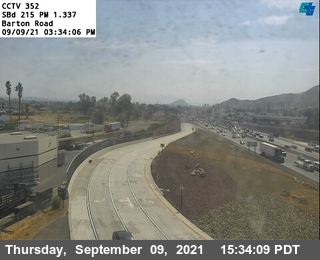 CCTV 352
SBd 215 PM 1.337
Barton Road
09/09/21 03:34:06 PM
Thursday, September 09, 2021 15:34:09 PDT